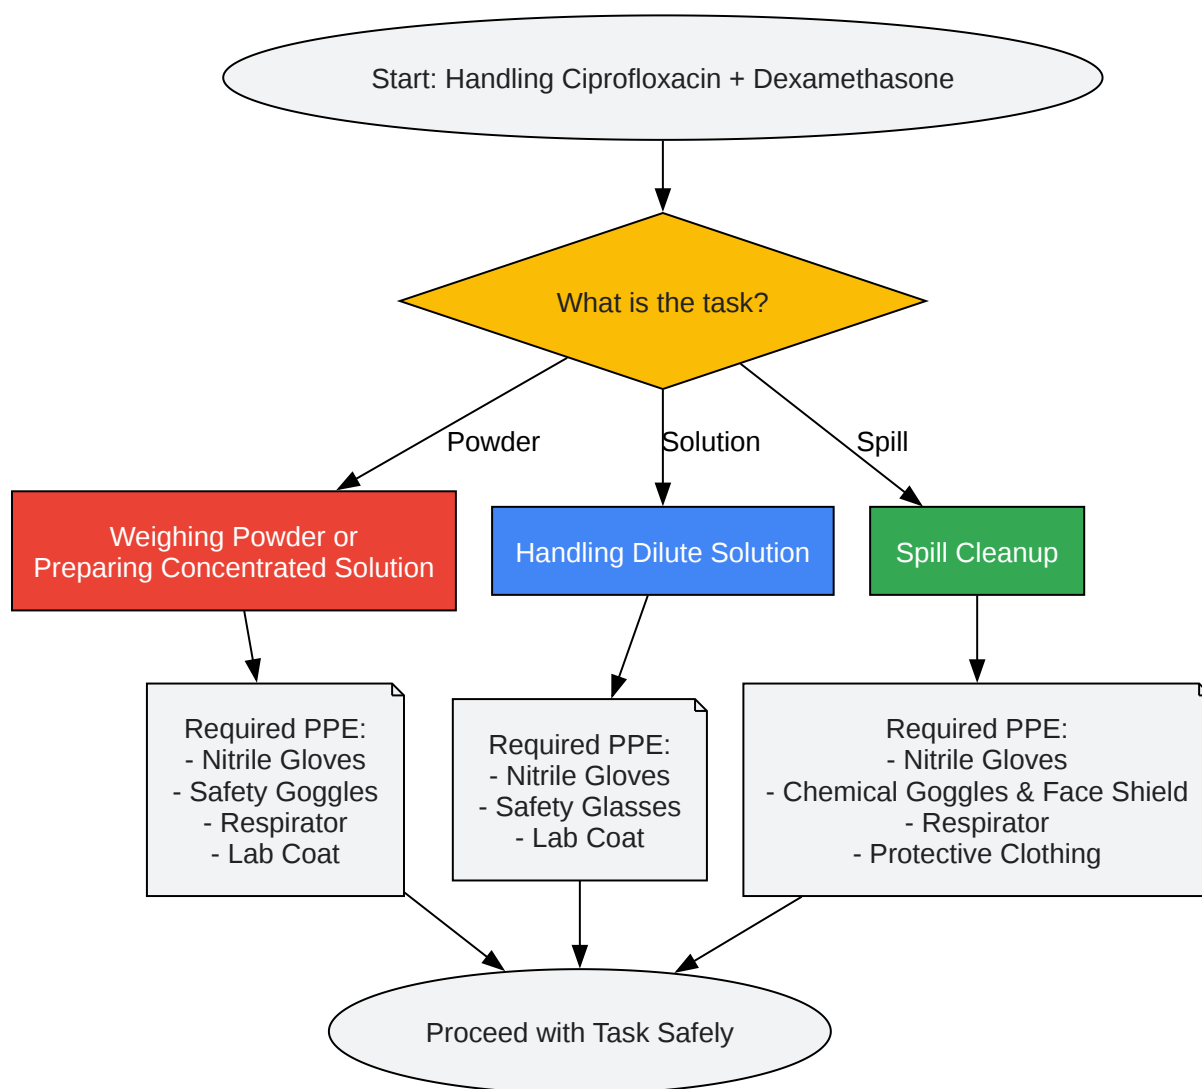 Start: Handling Ciprofloxacin + Dexamethasone
What is the task?
Powder
Solution
Spill
Weighing Powder or
Preparing Concentrated Solution
Handling Dilute Solution
Spill Cleanup
Required PPE:
- Nitrile Gloves
- Safety Goggles
- Respirator
- Lab Coat
Required PPE:
- Nitrile Gloves
- Safety Glasses
- Lab Coat
Required PPE:
- Nitrile Gloves
- Chemical Goggles & Face Shield
- Respirator
- Protective Clothing
Proceed with Task Safely